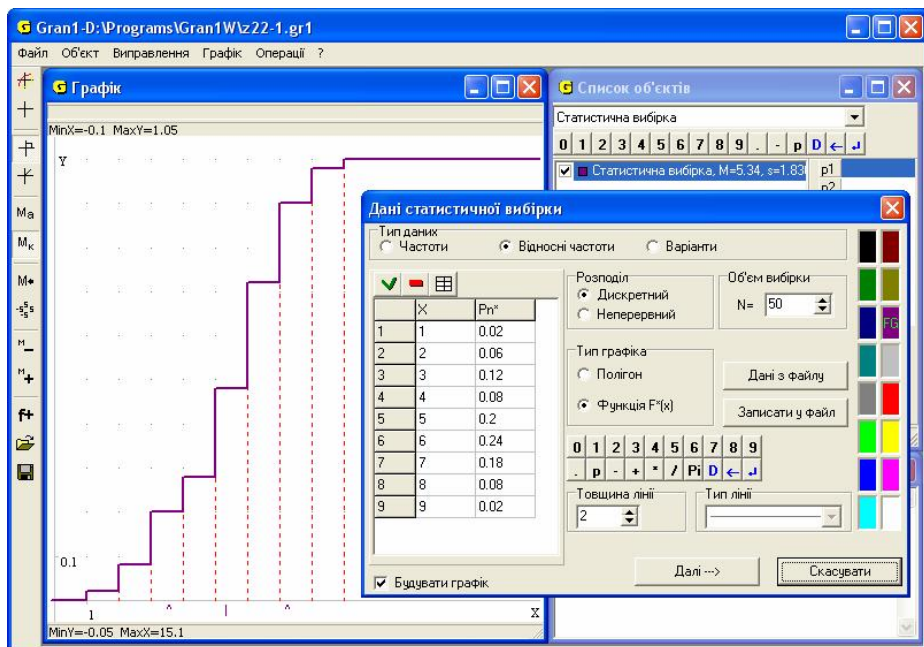 Gran1-D:\Programs\Gran1W\z22-1.gr1
Файл Об'єкт Виправлення Графік Операції ?
Графік
MinX=-0.1 MaxY=1.05
Y
0.1
1
X
MinY=-0.05 MaxX=15.1
Ma
Мк
M
M
M
f+
Список об'єктів
Статистична вибірка
0 1 2 3 4 5 6 7 8 9 . - p D
Статистична вибірка, M=5.34, s=1.83
p1
p2
Дані статистичної вибірки
Тип даних
Частоти Відносні частоти Варіанти
X Pn*
1 1 0.02
2 2 0.06
3 3 0.12
4 4 0.08
5 5 0.2
6 6 0.24
7 7 0.18
8 8 0.08
9 9 0.02
Будувати графік
Розподіл
Дискретний
Неперервний
Об'єм вибірки
N= 50
Тип графіка
Полігон
Функція F*(x)
Дані з файлу
Записати у файл
0 1 2 3 4 5 6 7 8 9
. p - + * / Pi D
Товщина лінії
2
Тип лінії
Далі --->
Скасувати
FG